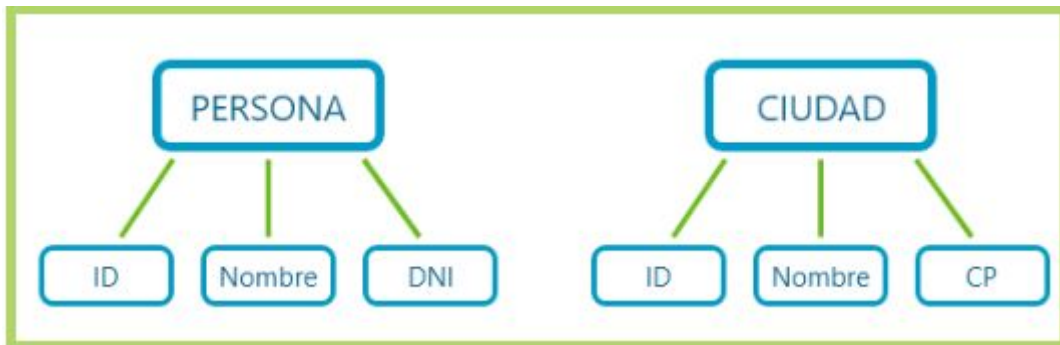 PERSONA
CIUDAD
ID
Nombre
DNI
ID
Nombre
CP